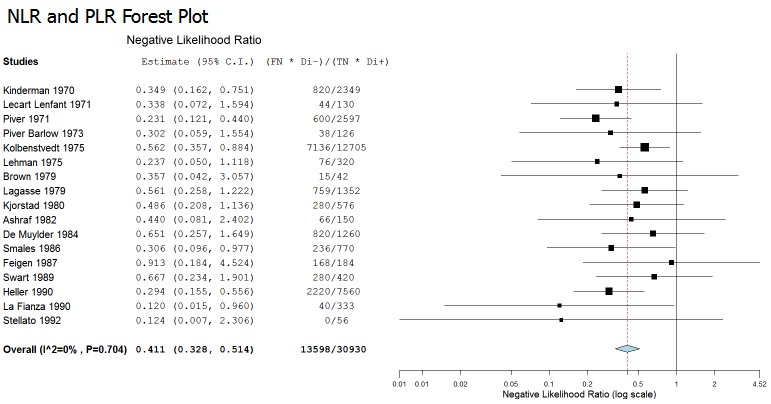 NLR and PLR Forest Plot
Negative Likelihood Ratio
Studies Estimate (95% C.I.) (FN * Di-)/(TN * Di+)
Kinderman 1970 0.349 (0.162, 0.751) 820/2349
Lecart Lenfant 1971 0.338 (0.072, 1.594) 44/130
Piver 1971 0.231 (0.121, 0.440) 600/2597
Piver Barlow 1973 0.302 (0.059, 1.554) 38/126
Kolbenstvedt 1975 0.562 (0.357, 0.884) 7136/12705
Lehman 1975 0.237 (0.050, 1.118) 76/320
Brown 1979 0.357 (0.042, 3.057) 15/42
Lagasse 1979 0.561 (0.258, 1.222) 759/1352
Kjorstad 1980 0.486 (0.208, 1.136) 280/576
Ashraf 1982 0.440 (0.081, 2.402) 66/150
De Muylder 1984 0.651 (0.257, 1.649) 820/1260
Smales 1986 0.306 (0.096, 0.977) 236/770
Feigen 1987 0.913 (0.184, 4.524) 168/184
Swart 1989 0.667 (0.234, 1.901) 280/420
Heller 1990 0.294 (0.155, 0.556) 2220/7560
La Fianza 1990 0.120 (0.015, 0.960) 40/333
Stellato 1992 0.124 (0.007, 2.306) 0/56
Overall (I^2=0% , P=0.704) 0.411 (0.328, 0.514) 13598/30930
0.01 0.01 0.02 0.05 0.1 0.2 0.5 1 2 4.52
Negative Likelihood Ratio (log scale)